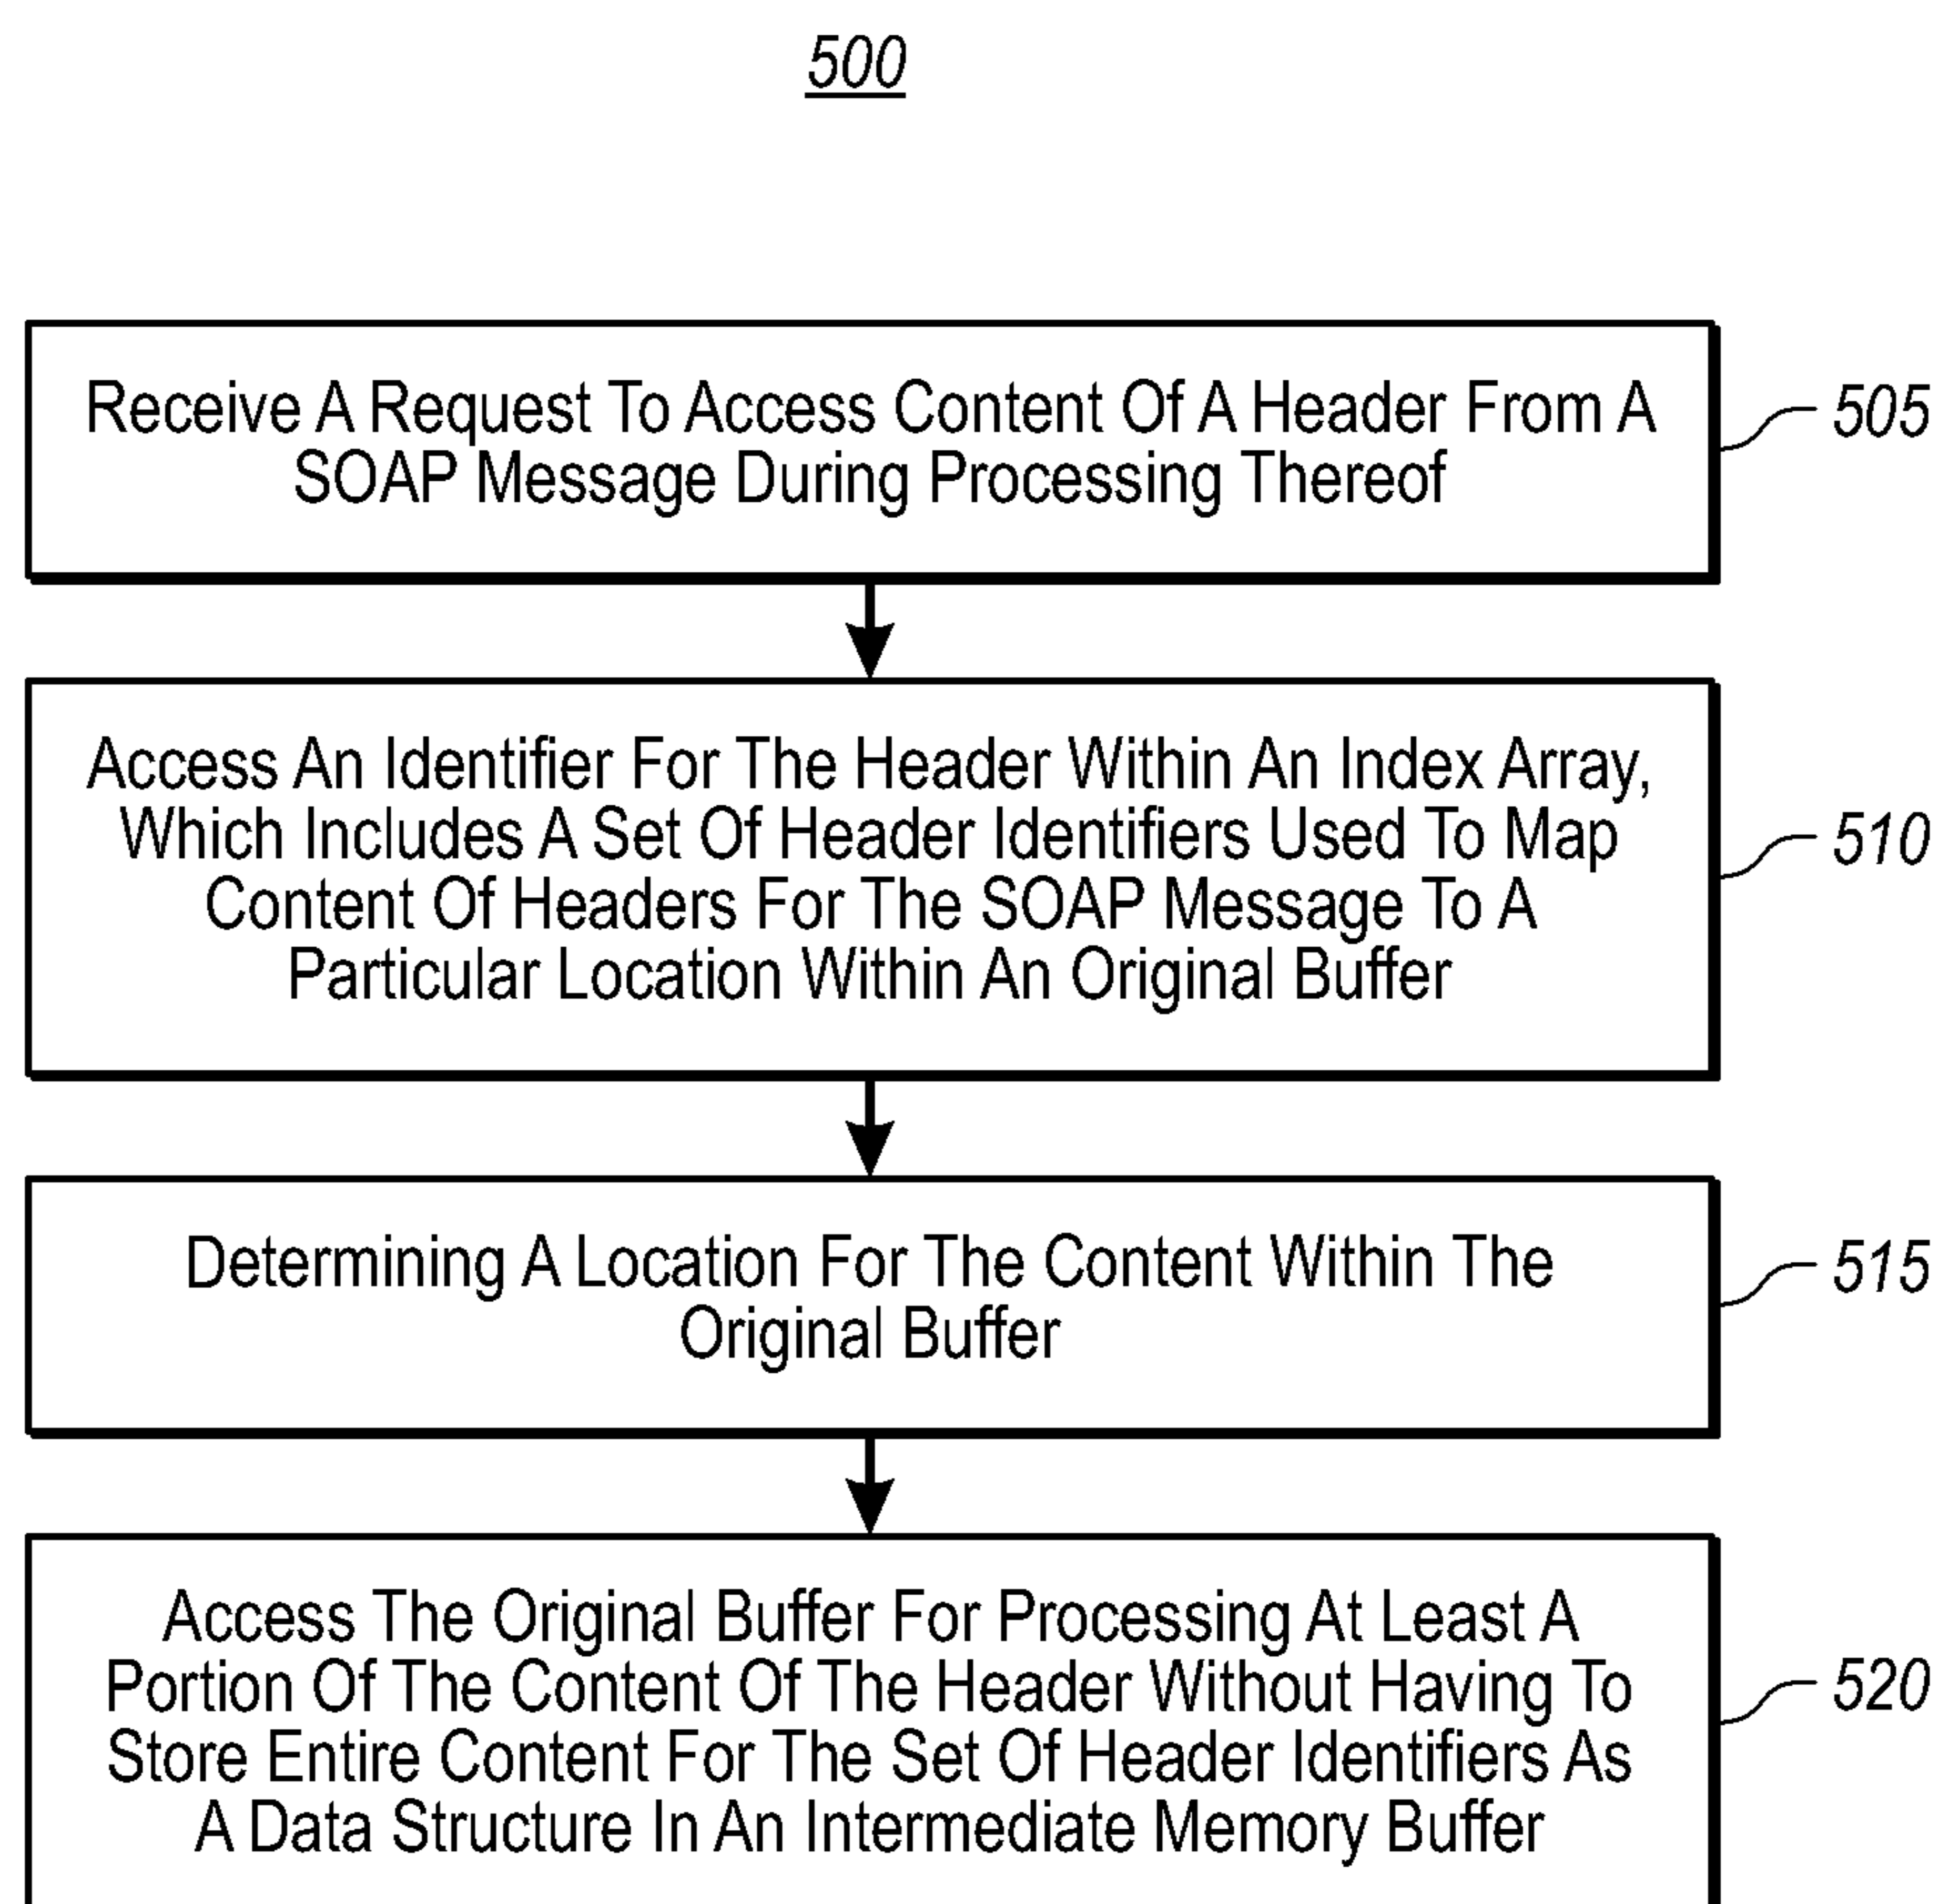 500
Receive A Request To Access Content Of A Header From A
SOAP Message During Processing Thereof
505
Access An Identifier For The Header Within An Index Array,
Which Includes A Set Of Header Identifiers Used To Map
Content Of Headers For The SOAP Message To A
Particular Location Within An Original Buffer
510
Determining A Location For The Content Within The
Original Buffer
515
Access The Original Buffer For Processing At Least A
Portion Of The Content Of The Header Without Having To
Store Entire Content For The Set Of Header Identifiers As
A Data Structure In An Intermediate Memory Buffer
520